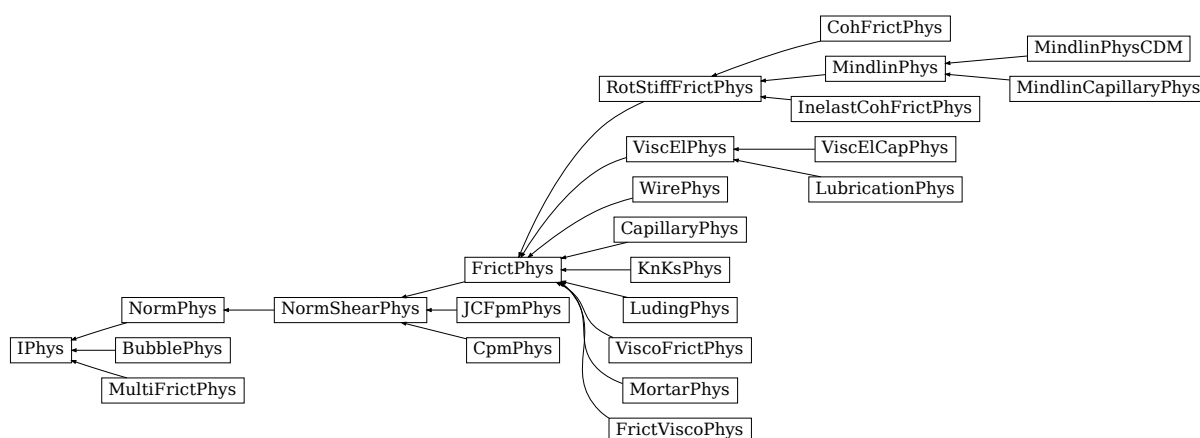 CohFrictPhys
MindlinPhysCDM
MindlinPhys
RotStiffFrictPhys
MindlinCapillaryPhys
InelastCohFrictPhys
ViscElPhys
ViscElCapPhys
WirePhys
LubricationPhys
CapillaryPhys
FrictPhys
KnKsPhys
NormPhys
NormShearPhys
JCFpmPhys
LudingPhys
IPhys
BubblePhys
CpmPhys
ViscoFrictPhys
MultiFrictPhys
MortarPhys
FrictViscoPhys